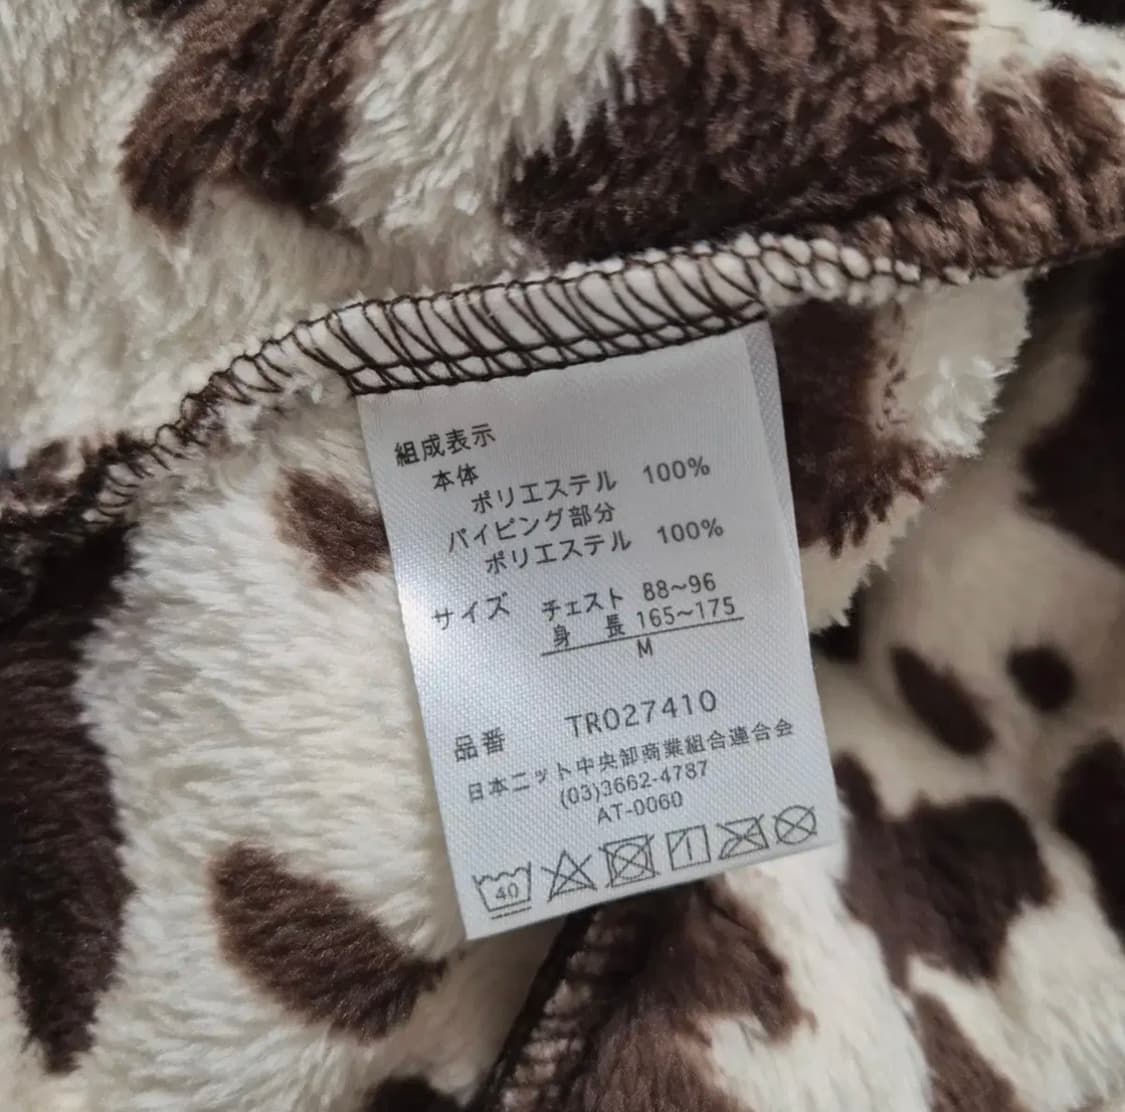 組成表示
本体
ポリエステル 100%
パイピング部分
ポリエステル 100%
サイズ チェスト 88~96
身 長 165~175
M
品番 TR027410
日本ニット中央卸商業組合連合会
(03)3662-4787
AT-0060
40